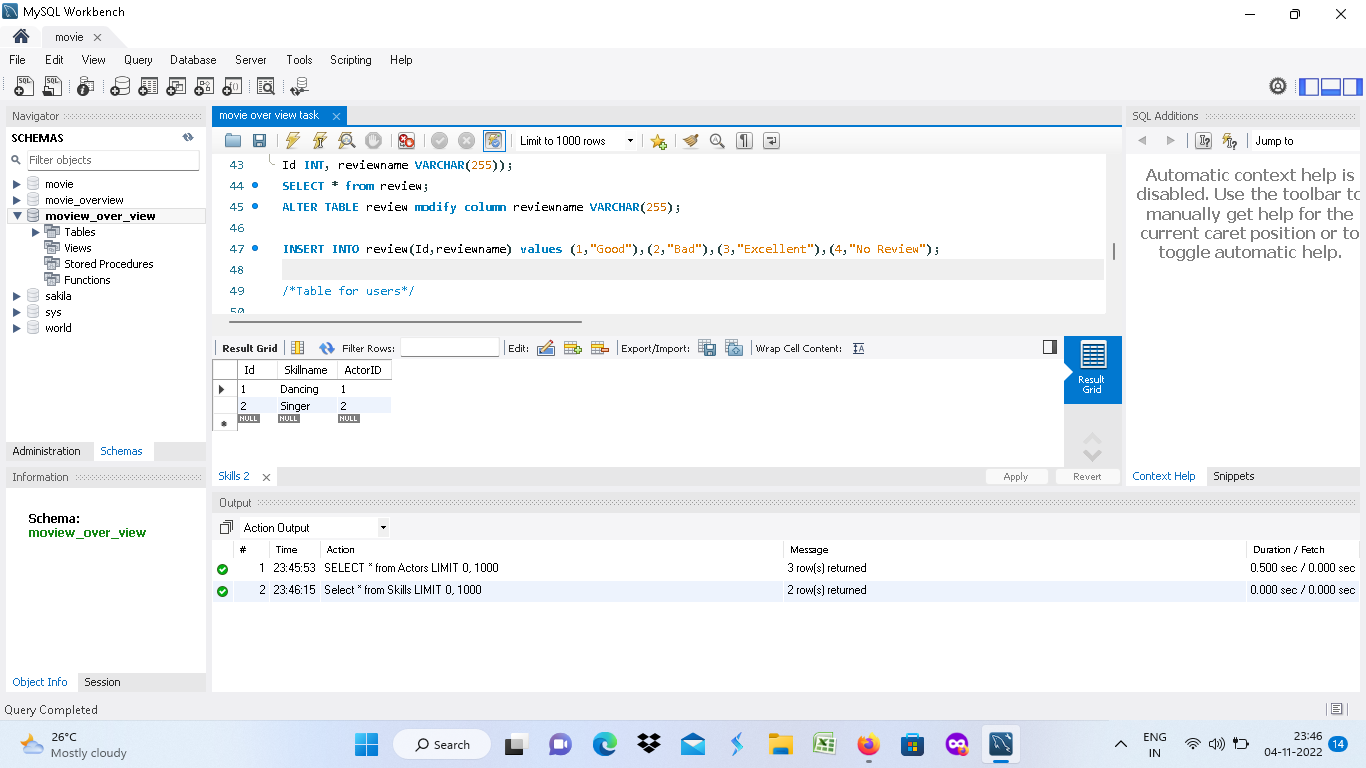 MySQL Workbench
movie
File Edit View Query Database Server Tools Scripting Help
Navigator
SCHEMAS
Filter objects
movie
movie_overview
moview_over_view
Tables
Views
Stored Procedures
Functions
sakila
sys
world
Administration Schemas
Information
Schema:
moview_over_view
Object Info Session
Query Completed
movie over view task
Limit to 1000 rows
43 Id INT, reviewname VARCHAR(255));
44 SELECT * from review;
45 ALTER TABLE review modify column reviewname VARCHAR(255);
46
47 INSERT INTO review(Id,reviewname) values (1,"Good"),(2,"Bad"),(3,"Excellent"),(4,"No Review");
48
49 /*Table for users*/
50
Result Grid Filter Rows: Edit: Export/Import: Wrap Cell Content:
Id Skillname ActorID
1 Dancing 1
2 Singer 2
NULL NULL NULL
Result
Grid
Skills 2 Apply Revert
SQL Additions
Jump to
Automatic context help is
disabled. Use the toolbar to
manually get help for the
current caret position or to
toggle automatic help.
Context Help Snippets
Output
Action Output
# Time Action Message Duration / Fetch
1 23:45:53 SELECT * from Actors LIMIT 0, 1000 3 row(s) returned 0.500 sec / 0.000 sec
2 23:46:15 Select * from Skills LIMIT 0, 1000 2 row(s) returned 0.000 sec / 0.000 sec
26°C
Mostly cloudy
Search
ENG
IN
23:46
04-11-2022
14